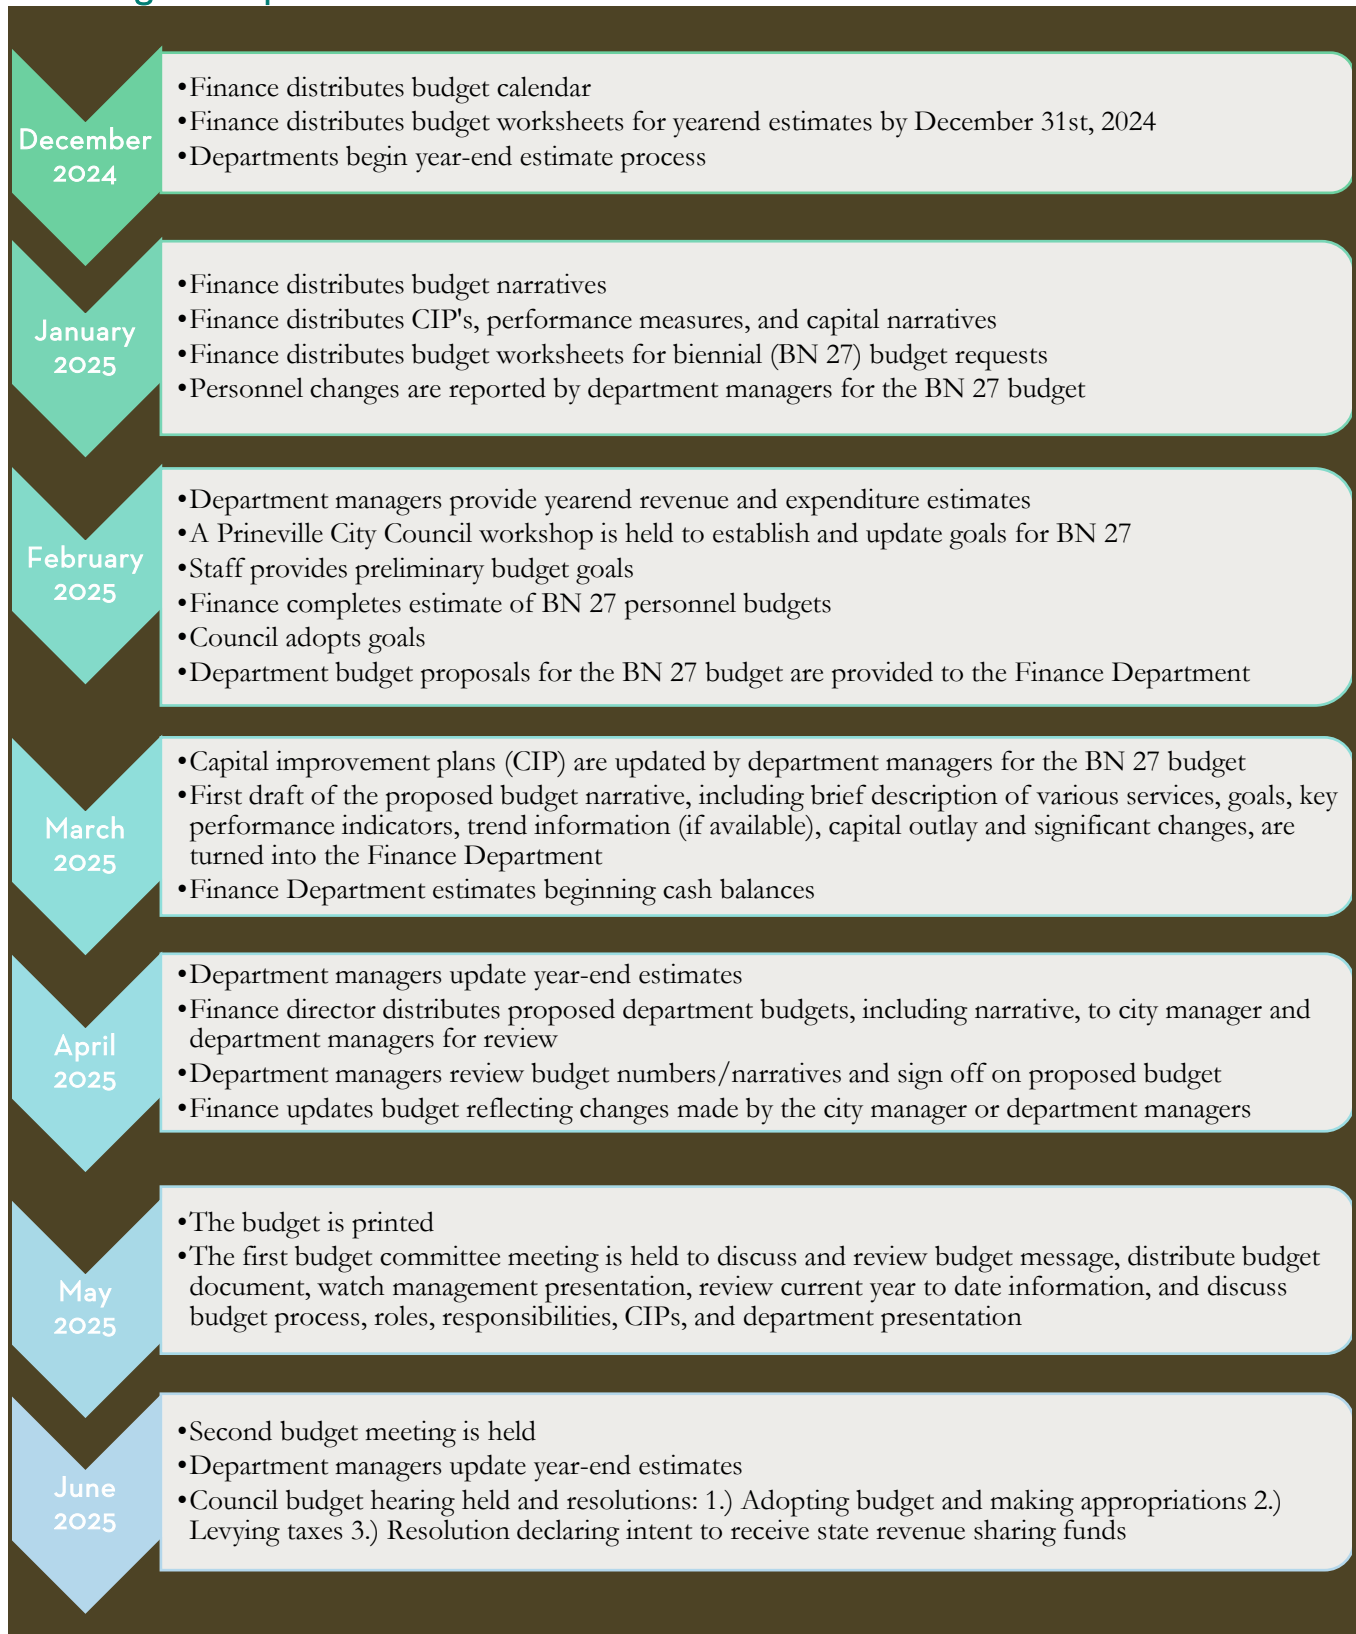 December
2024
•Finance distributes budget calendar
•Finance distributes budget worksheets for yearend estimates by December 31st, 2024
•Departments begin year-end estimate process
January
2025
•Finance distributes budget narratives
•Finance distributes CIP's, performance measures, and capital narratives
•Finance distributes budget worksheets for biennial (BN 27) budget requests
•Personnel changes are reported by department managers for the BN 27 budget
February
2025
•Department managers provide yearend revenue and expenditure estimates
•A Prineville City Council workshop is held to establish and update goals for BN 27
•Staff provides preliminary budget goals
•Finance completes estimate of BN 27 personnel budgets
•Council adopts goals
•Department budget proposals for the BN 27 budget are provided to the Finance Department
March
2025
•Capital improvement plans (CIP) are updated by department managers for the BN 27 budget
•First draft of the proposed budget narrative, including brief description of various services, goals, key
performance indicators, trend information (if available), capital outlay and significant changes, are
turned into the Finance Department
•Finance Department estimates beginning cash balances
April
2025
•Department managers update year-end estimates
•Finance director distributes proposed department budgets, including narrative, to city manager and
department managers for review
•Department managers review budget numbers/narratives and sign off on proposed budget
•Finance updates budget reflecting changes made by the city manager or department managers
May
2025
•The budget is printed
•The first budget committee meeting is held to discuss and review budget message, distribute budget
document, watch management presentation, review current year to date information, and discuss
budget process, roles, responsibilities, CIPs, and department presentation
June
2025
•Second budget meeting is held
•Department managers update year-end estimates
•Council budget hearing held and resolutions: 1.) Adopting budget and making appropriations 2.)
Levying taxes 3.) Resolution declaring intent to receive state revenue sharing funds